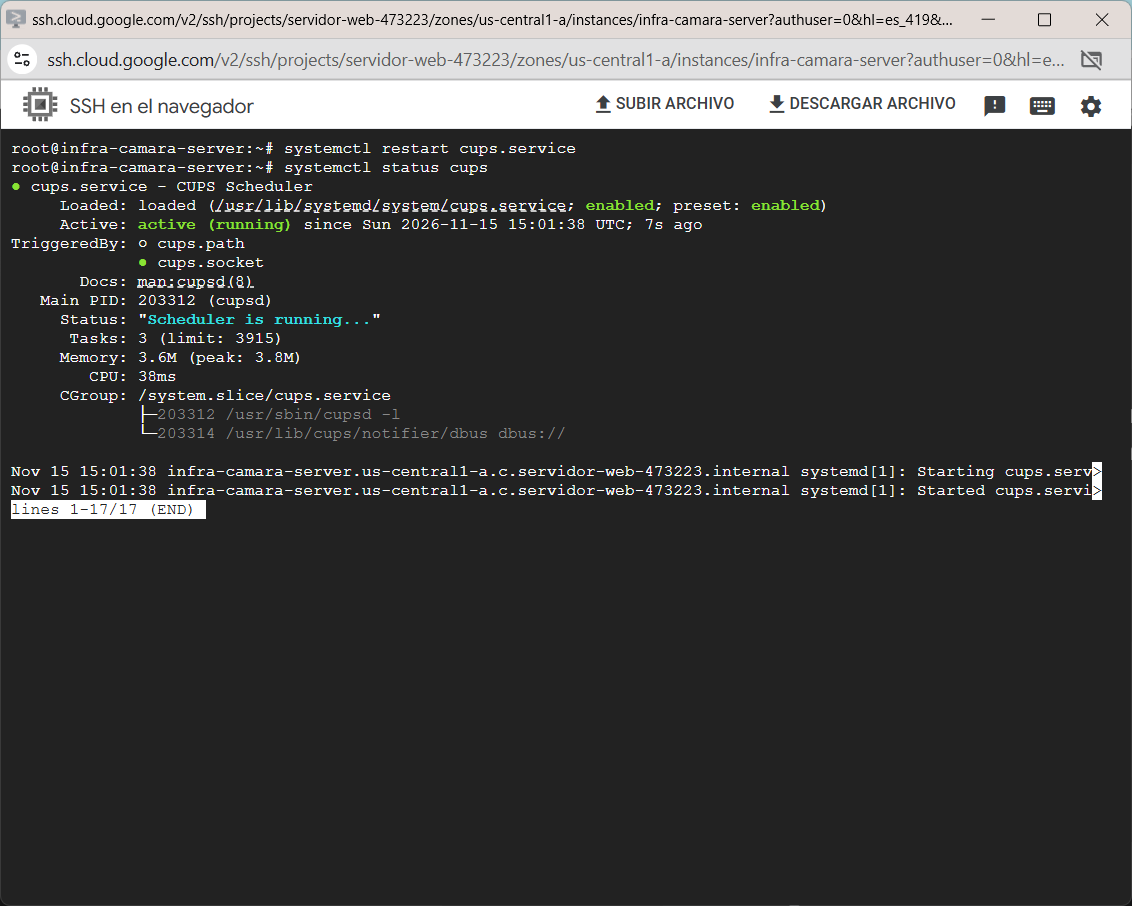 ssh.cloud.google.com/v2/ssh/projects/servidor-web-473223/zones/us-central1-a/instances/infra-camara-server?authuser=0&hl=es_419&...
ssh.cloud.google.com/v2/ssh/projects/servidor-web-473223/zones/us-central1-a/instances/infra-camara-server?authuser=0&hl=e...
SSH en el navegador
SUBIR ARCHIVO
DESCARGAR ARCHIVO
root@infra-camara-server:~# systemctl restart cups.service
root@infra-camara-server:~# systemctl status cups
● cups.service - CUPS Scheduler
     Loaded: loaded (/usr/lib/systemd/system/cups.service; enabled; preset: enabled)
     Active: active (running) since Sun 2026-11-15 15:01:38 UTC; 7s ago
TriggeredBy: ○ cups.path
             ● cups.socket
       Docs: man:cupsd(8)
   Main PID: 203312 (cupsd)
     Status: "Scheduler is running..."
      Tasks: 3 (limit: 3915)
     Memory: 3.6M (peak: 3.8M)
        CPU: 38ms
     CGroup: /system.slice/cups.service
             ├─203312 /usr/sbin/cupsd -l
             └─203314 /usr/lib/cups/notifier/dbus dbus://
Nov 15 15:01:38 infra-camara-server.us-central1-a.c.servidor-web-473223.internal systemd[1]: Starting cups.serv>
Nov 15 15:01:38 infra-camara-server.us-central1-a.c.servidor-web-473223.internal systemd[1]: Started cups.servi>
lines 1-17/17 (END)